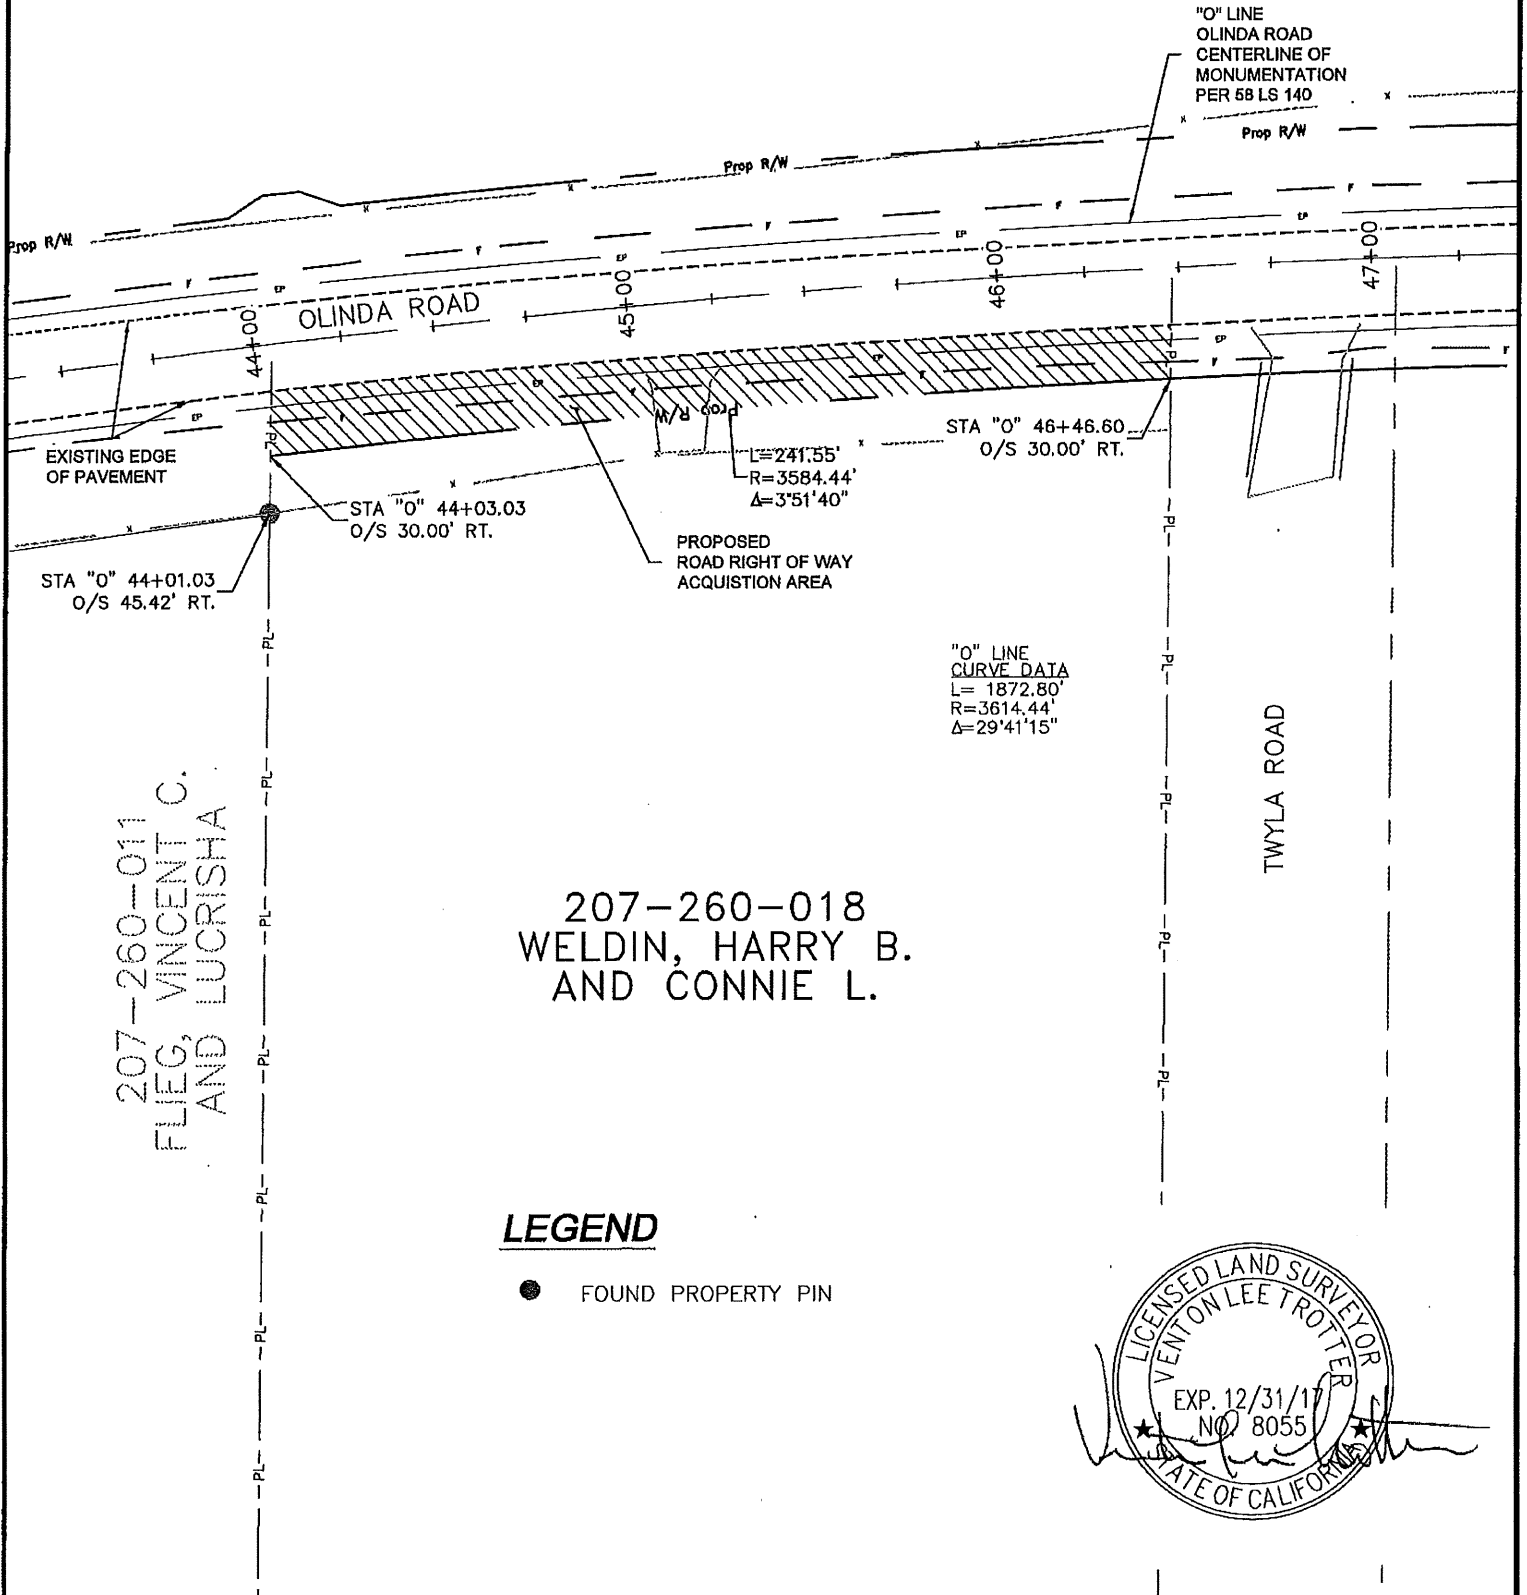 "O" LINE
OLINDA ROAD
CENTERLINE OF
MONUMENTATION
PER 58 LS 140
Prop R/W
Prop R/W
Prop R/W
44+00
45+00
46+00
47+00
OLINDA ROAD
Prop R/W
EXISTING EDGE
OF PAVEMENT
STA "O" 44+03.03
O/S 30.00' RT.
L=241.55'
R=3584.44'
Δ=3°51'40"
STA "O" 46+46.60
O/S 30.00' RT.
STA "O" 44+01.03
O/S 45.42' RT.
PROPOSED
ROAD RIGHT OF WAY
ACQUISTION AREA
"O" LINE
CURVE DATA
L= 1872.80'
R=3614.44'
Δ=29°41'15"
TWYLA ROAD
207-260-011
FLIEG, VINCENT C.
AND LUCRISHA
207-260-018
WELDIN, HARRY B.
AND CONNIE L.
LEGEND
FOUND PROPERTY PIN
LICENSED LAND SURVEYOR
VENTON LEE TROTTER
EXP. 12/31/17
NO. 8055
STATE OF CALIFORNIA